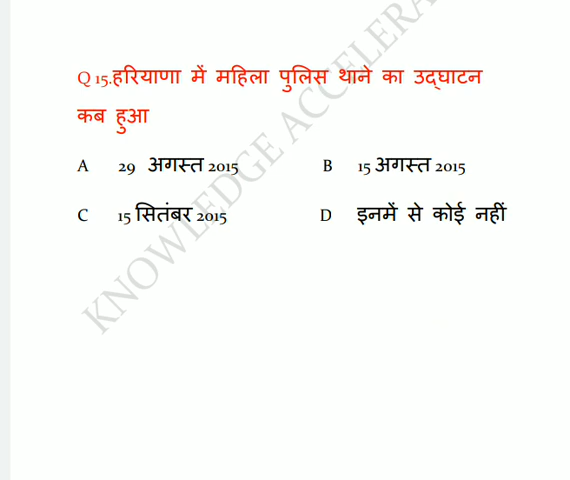 Q 15.हरियाणा में महिला पुलिस थाने का उद्घाटन
कब हुआ
A 29 अगस्त 2015 B 15 अगस्त 2015
C 15 सितंबर 2015 D इनमें से कोई नहीं
KNOWLEDGE ACCELERA